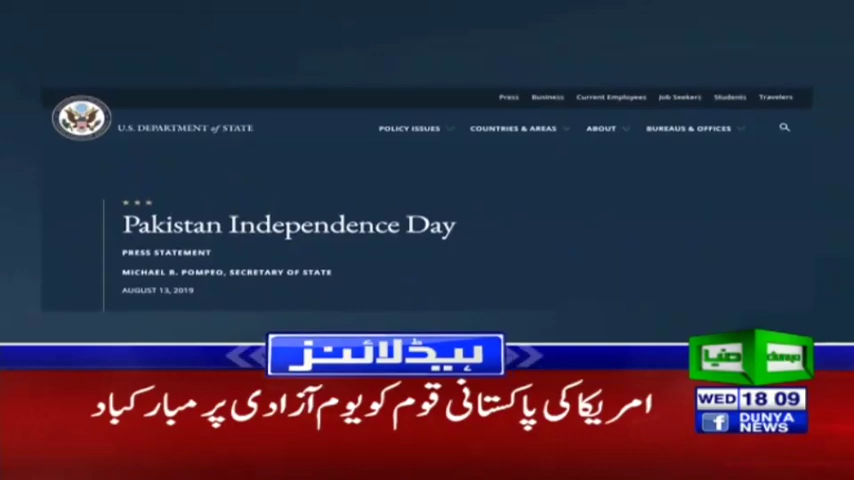 Press Business Current Employees Job Seekers Students Travelers
U.S. DEPARTMENT of STATE
POLICY ISSUES COUNTRIES & AREAS ABOUT BUREAUS & OFFICES
Pakistan Independence Day
PRESS STATEMENT
MICHAEL R. POMPEO, SECRETARY OF STATE
AUGUST 13, 2019
ہیڈلائنز
امریکا کی پاکستانی قوم کو یوم آزادی پر مبارکباد
دنیا
WED 18 09
f DUNYA NEWS